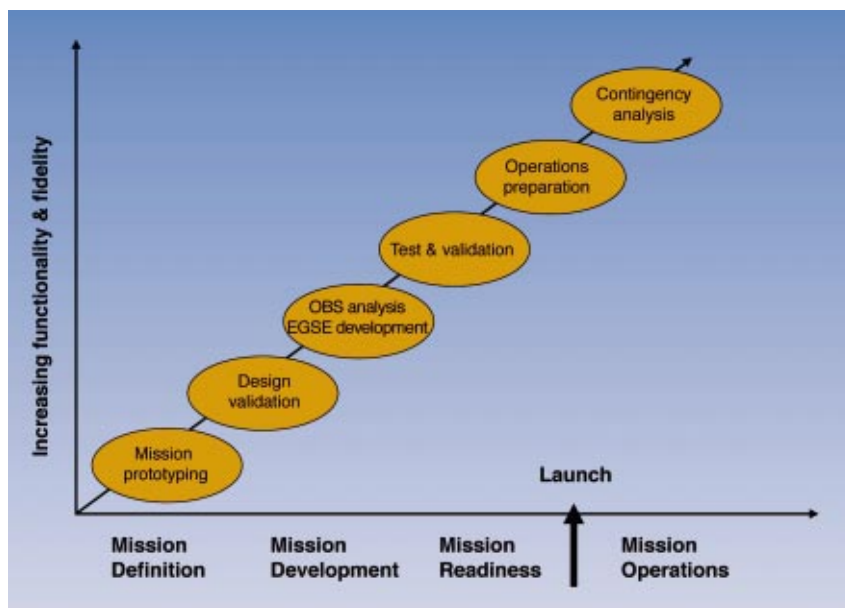 Increasing functionality & fidelity
Contingency
analysis
Operations
preparation
Test & validation
OBS analysis
EGSE development
Design
validation
Mission
prototyping
Launch
Mission
Definition
Mission
Development
Mission
Readiness
Mission
Operations